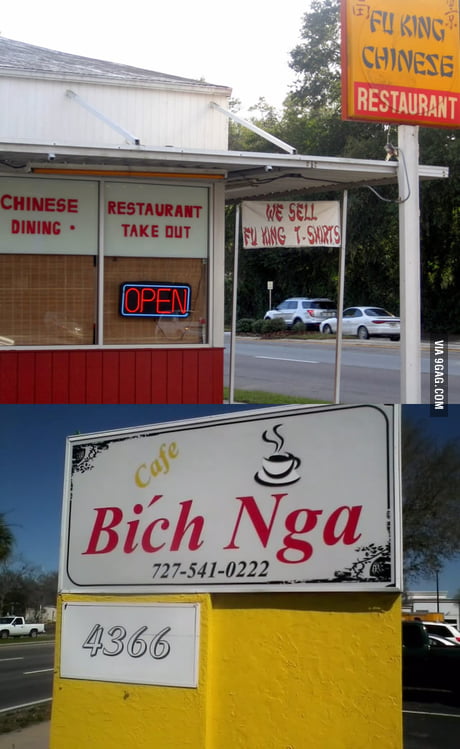 FU KING
CHINESE
RESTAURANT
CHINESE
DINING •
RESTAURANT
TAKE OUT
WE SELL
FU KING T-SHIRTS
OPEN
VIA 9GAG.COM
Cafe
Bích Nga
727-541-0222
4366